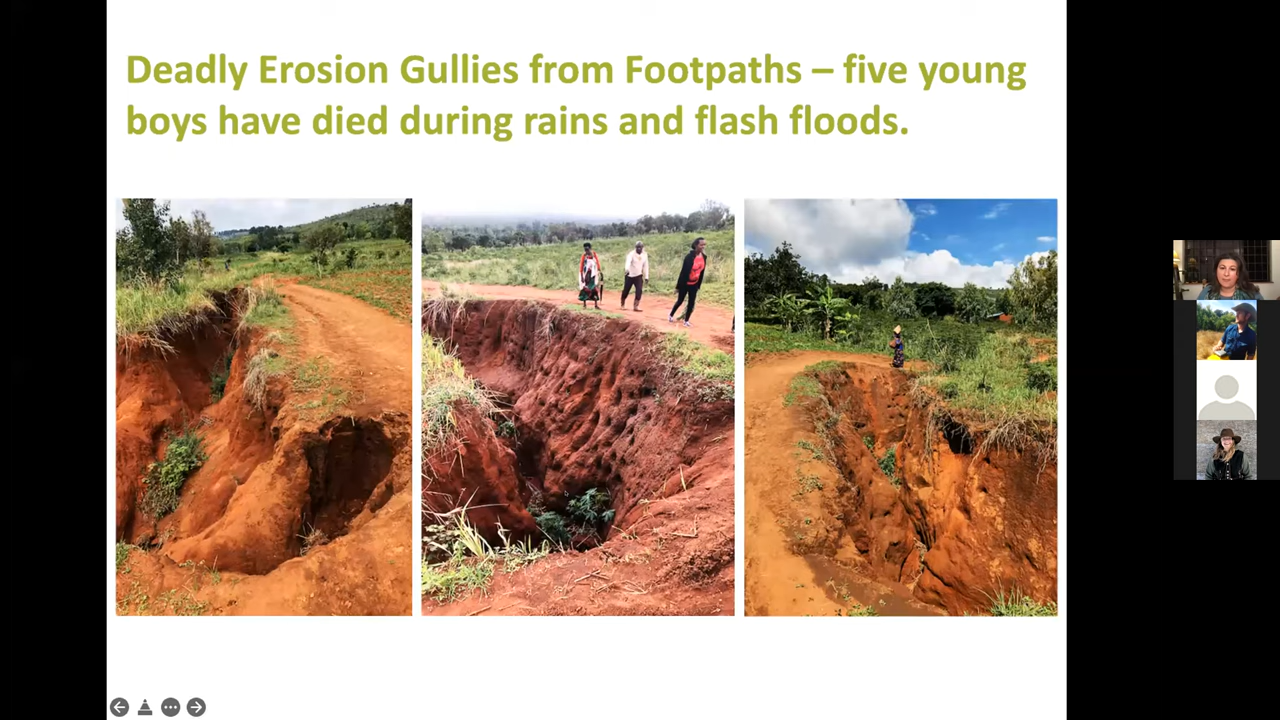 Deadly Erosion Gullies from Footpaths – five young
boys have died during rains and flash floods.